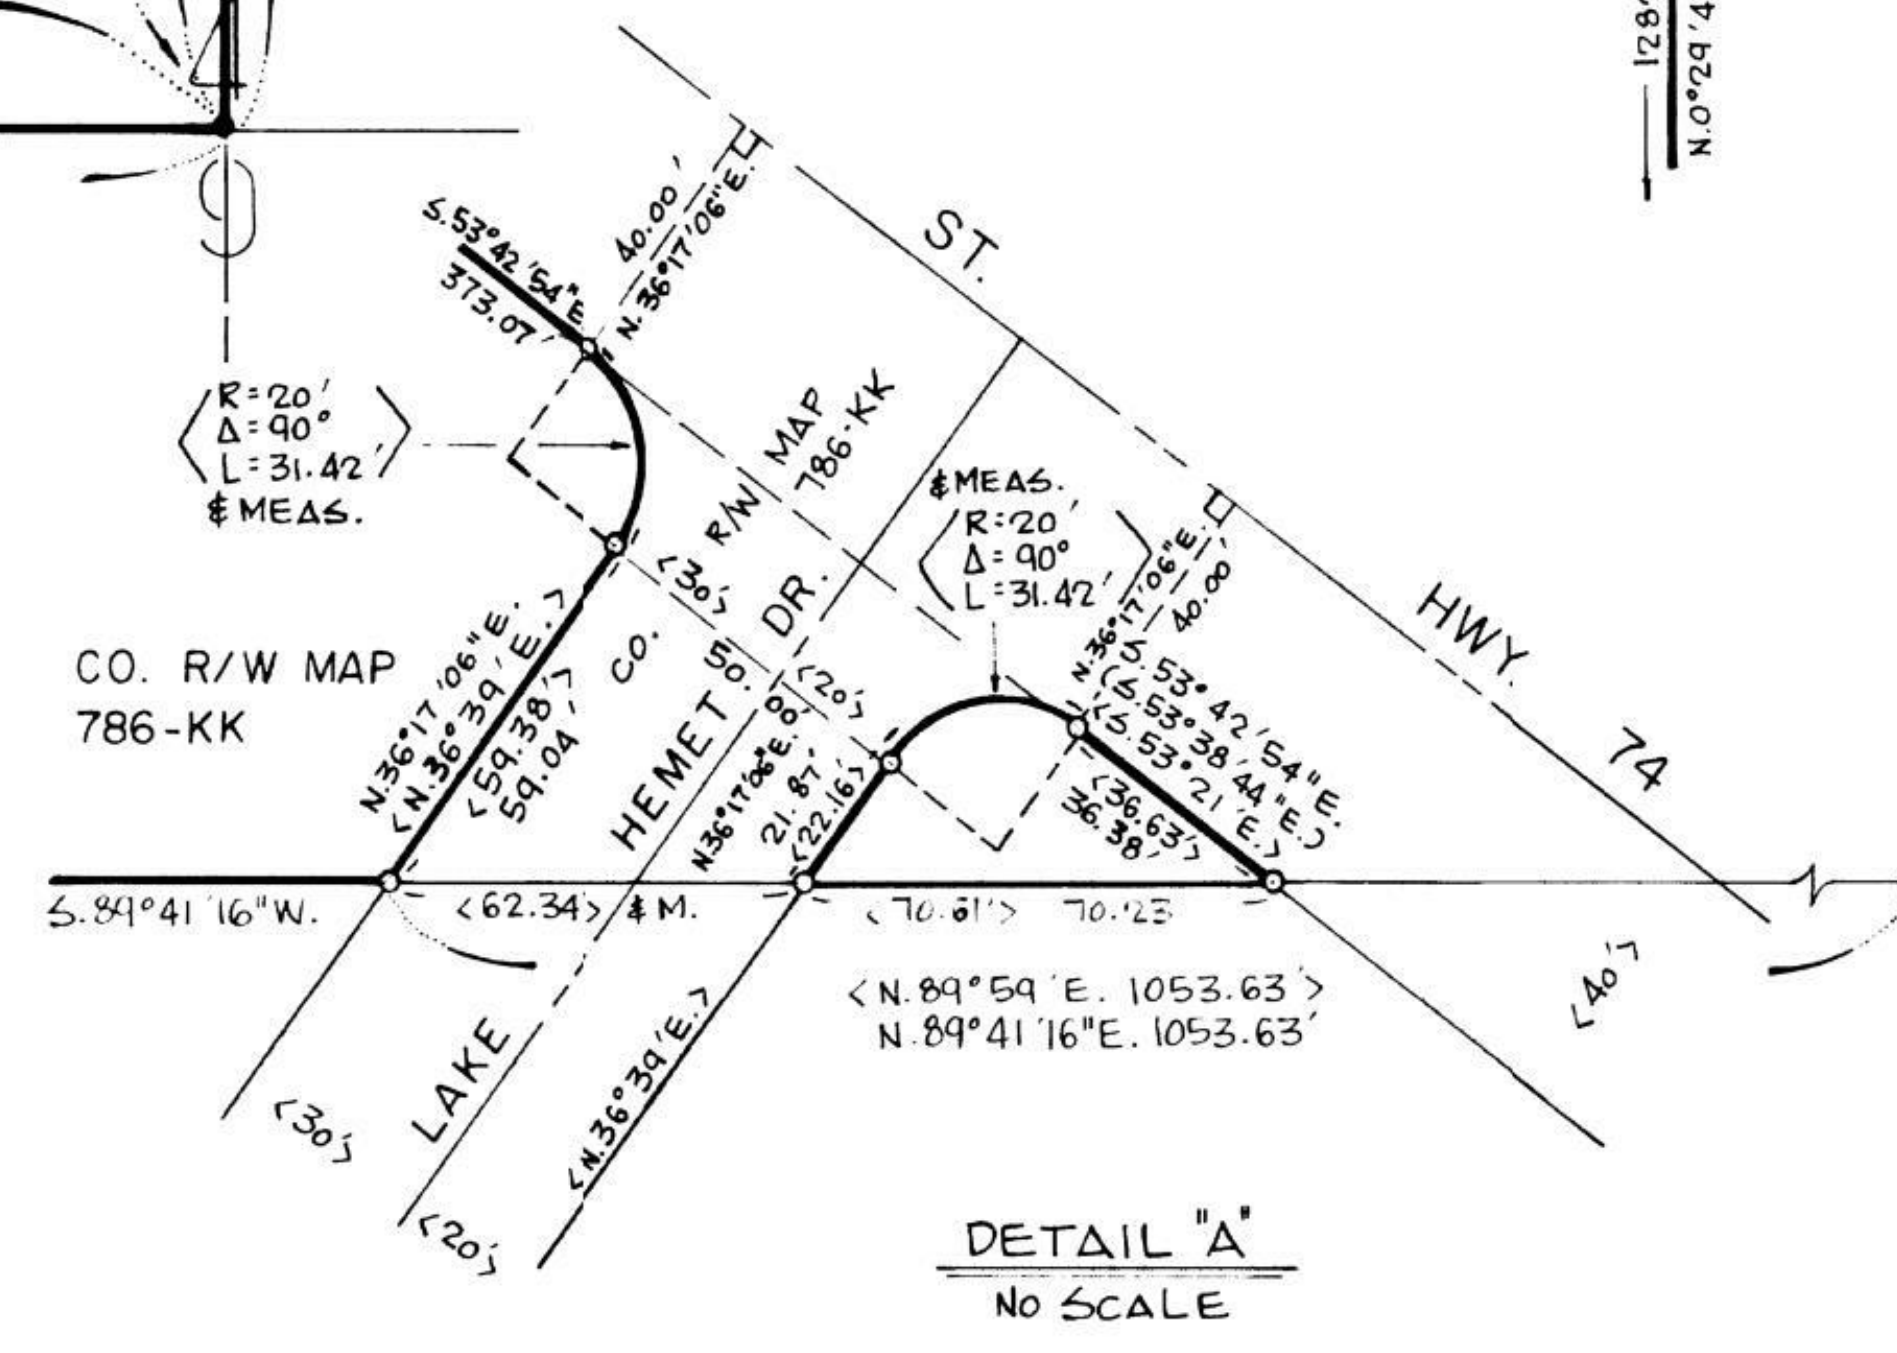 128
N.0°29'4
9
40.00'
N.36°17'06"E.
S.53°42'54"E
373.07'
ST.
<R=20'
Δ=90°
L=31.42'>
& MEAS.
R/W MAP
786-KK
& MEAS.
<R=20'
Δ=90°
L=31.42'>
N.36°17'06"E.
40.00'
HWY.
74
<30'>
CO.
CO. R/W MAP
786-KK
N.36°17'06"E.
<N.36°39'E.>
<59.38'>
59.04'
HEMET DR.
50.00'
<20'>
N.36°17'06"E.
21.87'
<22.16'>
S.53°42'54"E.
(S.53°38'44"E.)
<S.53°21'E.>
<36.63'>
36.38'
S.89°41'16"W.
<62.34'> & M.
<70.61'> 70.23
<N.89°59'E. 1053.63'>
N.89°41'16"E. 1053.63'
<40'>
LAKE
<N.36°39'E.>
<30'>
<20'>
DETAIL "A"
NO SCALE